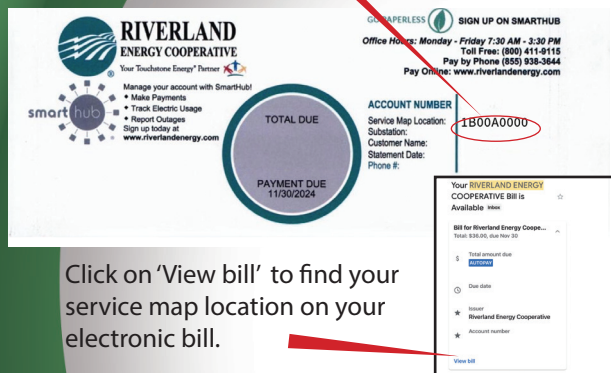 RIVERLAND
ENERGY COOPERATIVE
Your Touchstone Energy® Partner
®
smart hub
Manage your account with SmartHub!
• Make Payments
• Track Electric Usage
• Report Outages
Sign up today at
www.riverlandenergy.com
TOTAL DUE
PAYMENT DUE
11/30/2024
GO PAPERLESS SIGN UP ON SMARTHUB
Office Hours: Monday - Friday 7:30 AM - 3:30 PM
Toll Free: (800) 411-9115
Pay by Phone (855) 938-3644
Pay Online: www.riverlandenergy.com
ACCOUNT NUMBER
Service Map Location: 1B00A0000
Substation:
Customer Name:
Statement Date:
Phone #:
Your RIVERLAND ENERGY
COOPERATIVE Bill is
Available Inbox
Bill for Riverland Energy Coope...
Total: $38.00, due Nov 30
$ Total amount due
AUTOPAY
Due date
Issuer
Riverland Energy Cooperative
Account number
View bill
Click on ‘View bill’ to find your
service map location on your
electronic bill.